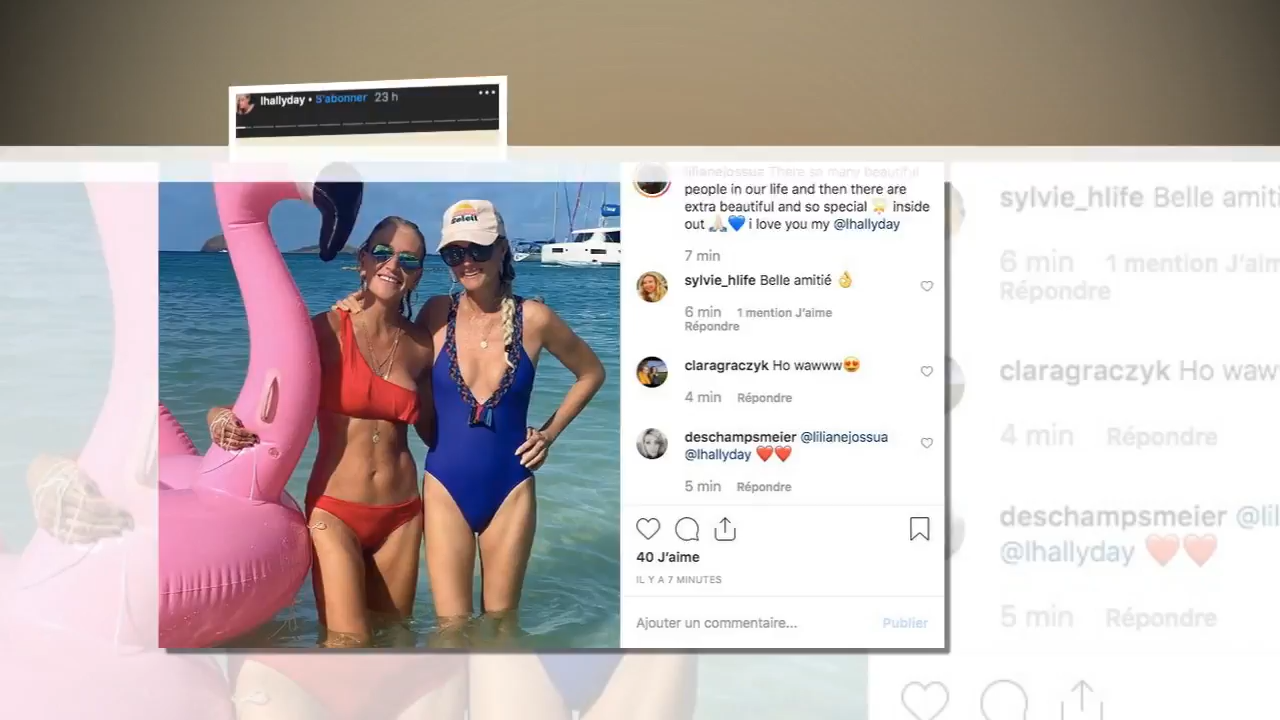 lhallyday • S'abonner 23 h
lilianejossua There so many beautiful
people in our life and then there are
extra beautiful and so special 👼 inside
out 🙏🏻💙 i love you my @lhallyday
7 min
sylvie_hlife Belle amitié 👌
6 min 1 mention J'aime
Répondre
claragraczyk Ho wawww😍
4 min Répondre
deschampsmeier @lilianejossua
@lhallyday ❤️❤️
5 min Répondre
40 J'aime
IL Y A 7 MINUTES
Ajouter un commentaire... Publier
Soleil
sylvie_hlife Belle amiti
6 min 1 mention J'aim
Répondre
claragraczyk Ho waw
4 min Répondre
deschampsmeier @lil
@lhallyday ❤️❤️
5 min Répondre